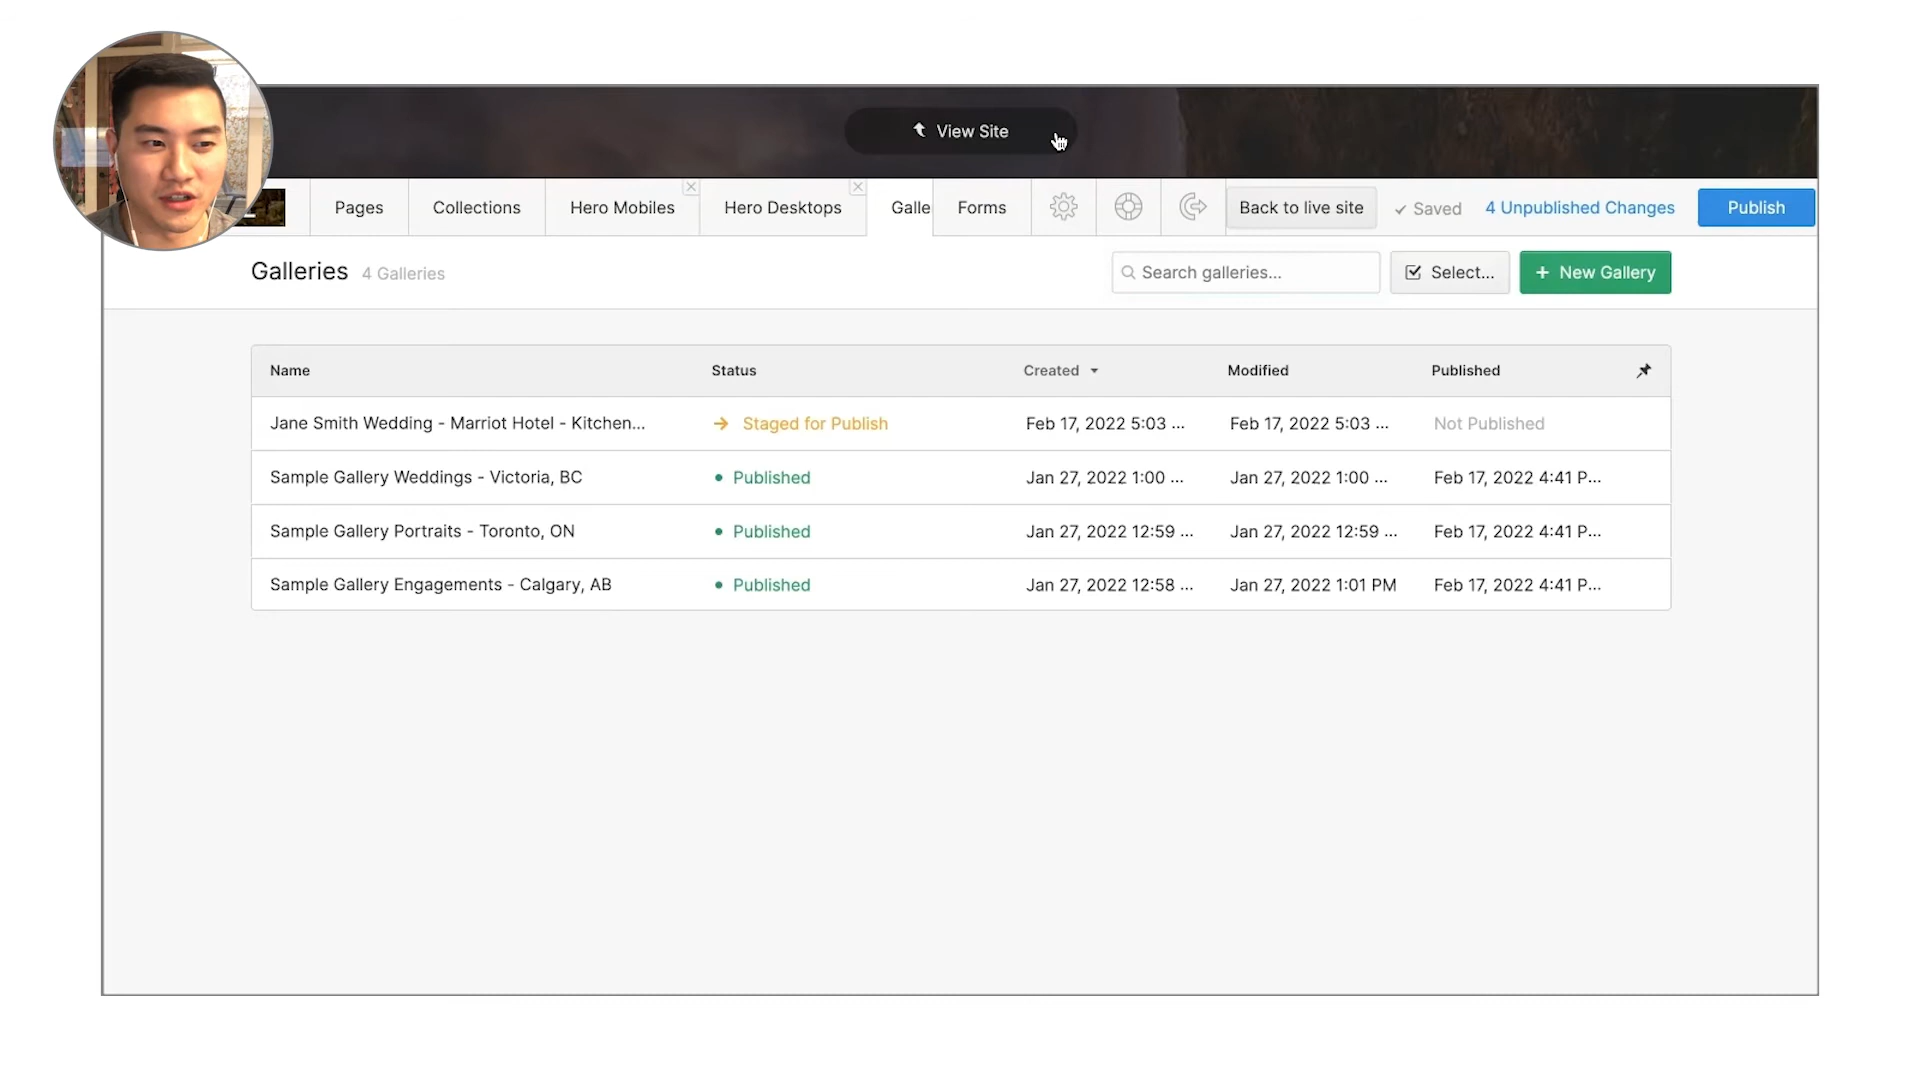 View Site
Pages Collections Hero Mobiles Hero Desktops Galle Forms Back to live site Saved 4 Unpublished Changes Publish
Galleries 4 Galleries Search galleries... Select... New Gallery
Name Status Created Modified Published
Jane Smith Wedding - Marriot Hotel - Kitchen... Staged for Publish Feb 17, 2022 5:03 ... Feb 17, 2022 5:03 ... Not Published
Sample Gallery Weddings - Victoria, BC Published Jan 27, 2022 1:00 ... Jan 27, 2022 1:00 ... Feb 17, 2022 4:41 P...
Sample Gallery Portraits - Toronto, ON Published Jan 27, 2022 12:59 ... Jan 27, 2022 12:59 ... Feb 17, 2022 4:41 P...
Sample Gallery Engagements - Calgary, AB Published Jan 27, 2022 12:58 ... Jan 27, 2022 1:01 PM Feb 17, 2022 4:41 P...